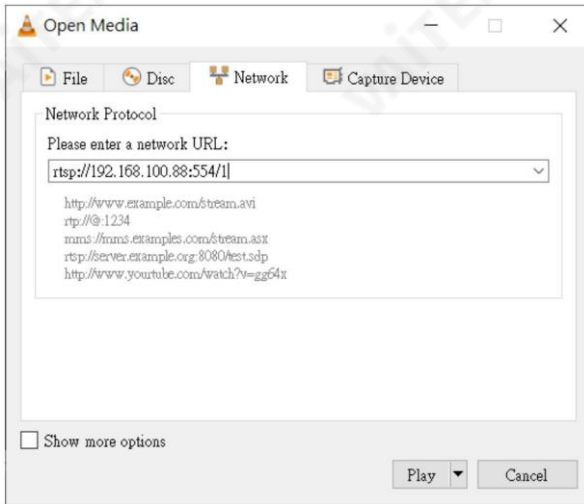 Open Media
File Disc Network Capture Device
Network Protocol
Please enter a network URL:
rtsp://192.168.100.88:554/1
http://www.example.com/stream.avi
rtp://@:1234
mms://mms.examples.com/stream.asx
rtsp://server.example.org:8080/test.sdp
http://www.yourtube.com/watch?v=gg64x
Show more options
Play Cancel